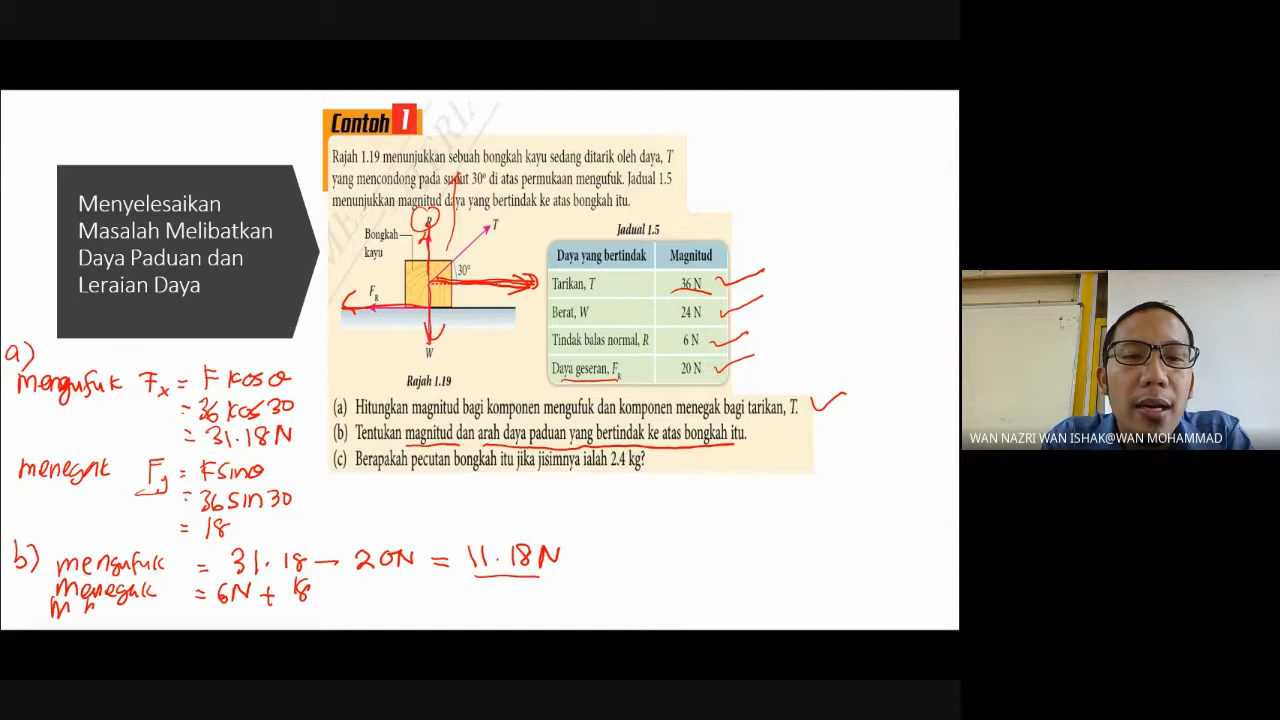 Contoh 1
Rajah 1.19 menunjukkan sebuah bongkah kayu sedang ditarik oleh daya, T
yang mencondong pada sudut 30° di atas permukaan mengufuk. Jadual 1.5
menunjukkan magnitud daya yang bertindak ke atas bongkah itu.
Menyelesaikan
Masalah Melibatkan
Daya Paduan dan
Leraian Daya
R
T
Bongkah
kayu
30°
F_R
W
Rajah 1.19
Jadual 1.5
Daya yang bertindak Magnitud
Tarikan, T 36 N
Berat, W 24 N
Tindak balas normal, R 6 N
Daya geseran, F_R 20 N
(a) Hitungkan magnitud bagi komponen mengufuk dan komponen menegak bagi tarikan, T.
(b) Tentukan magnitud dan arah daya paduan yang bertindak ke atas bongkah itu.
(c) Berapakah pecutan bongkah itu jika jisimnya ialah 2.4 kg?
a)
mengufuk Fx = F kos θ
= 36 kos 30
= 31.18 N
menegak Fy = F sin θ
= 36 sin 30
= 18
b) mengufuk = 31.18 - 20N = 11.18 N
menegak = 6N + 18
WAN NAZRI WAN ISHAK@WAN MOHAMMAD